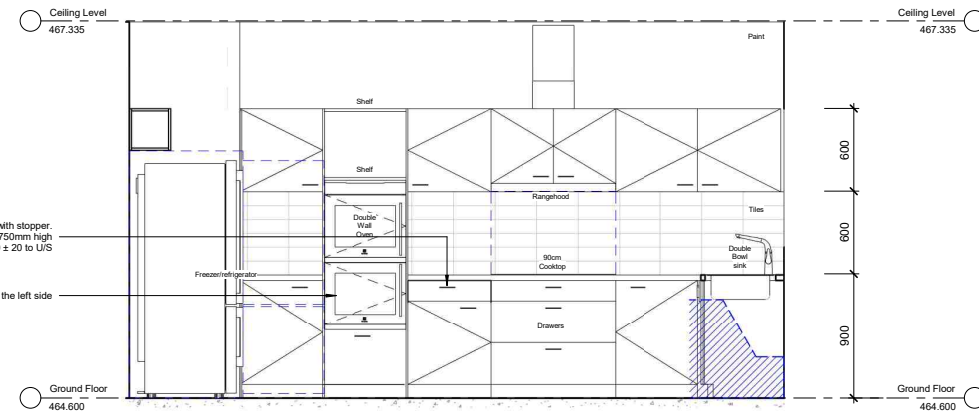 Ceiling Level
467.335
Ceiling Level
467.335
Paint
Shelf
Shelf
600
Rangehood
Tiles
Double
Wall
Oven
with stopper.
750mm high
± 20 to U/S
600
90cm
Cooktop
Double
Bowl
sink
Freezer/refrigerator
the left side
Drawers
900
Ground Floor
464.600
Ground Floor
464.600